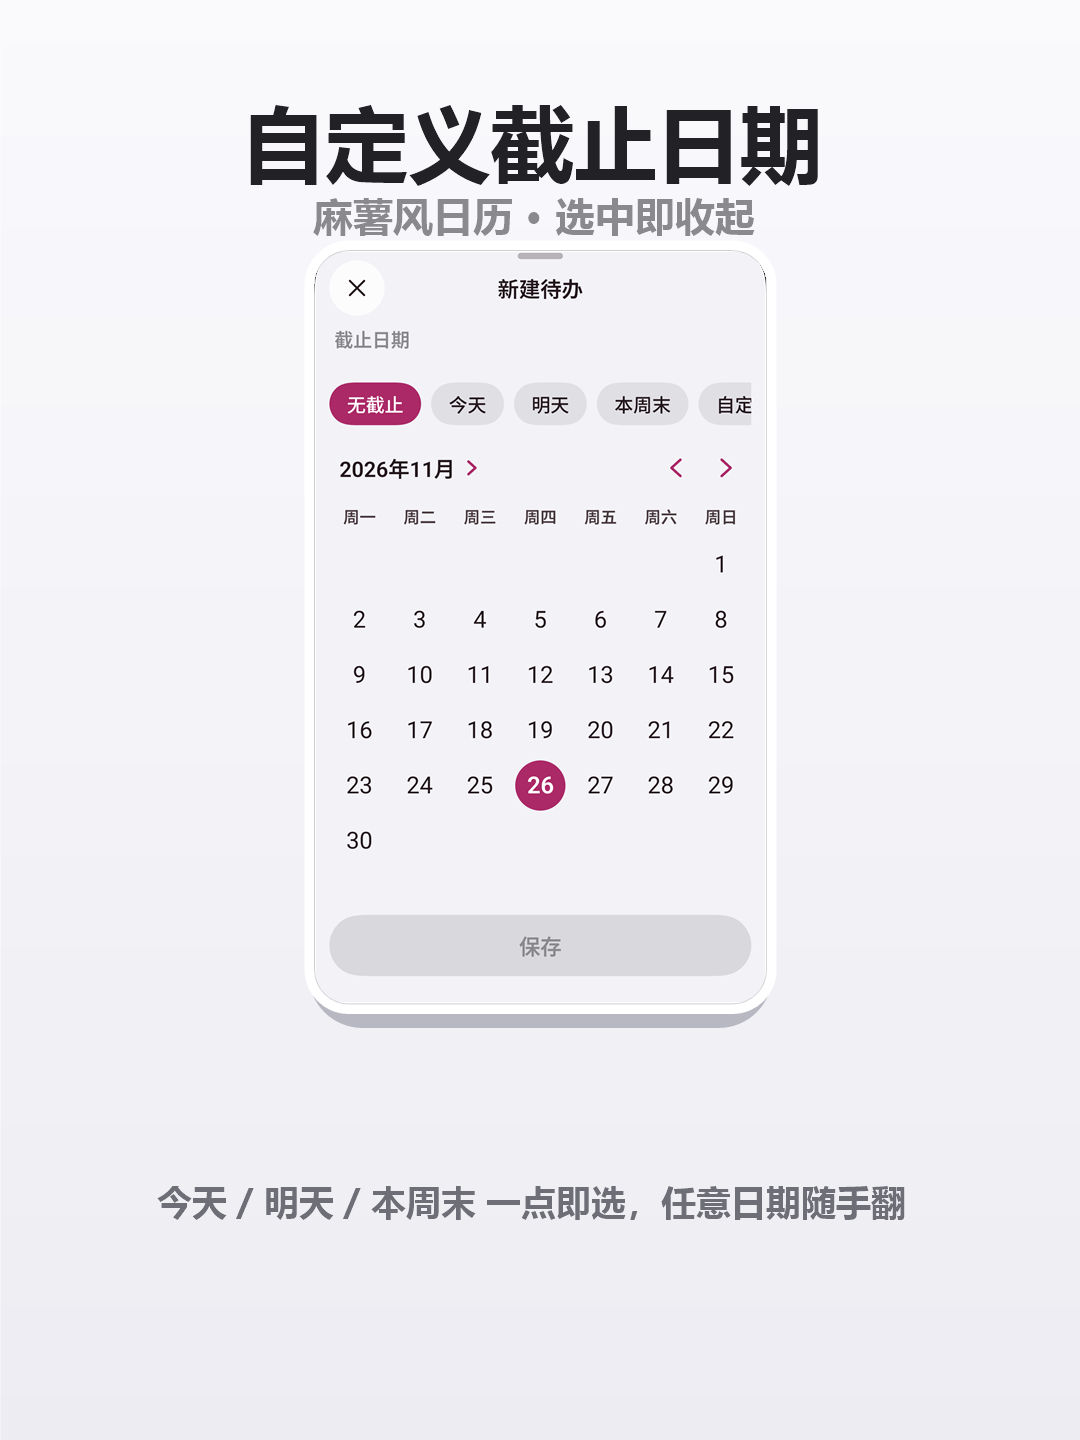 自定义截止日期
麻薯风日历 • 选中即收起
新建待办
截止日期
无截止 今天 明天 本周末 自定
2026年11月
周一 周二 周三 周四 周五 周六 周日
1
2 3 4 5 6 7 8
9 10 11 12 13 14 15
16 17 18 19 20 21 22
23 24 25 26 27 28 29
30
保存
今天 / 明天 / 本周末 一点即选，任意日期随手翻